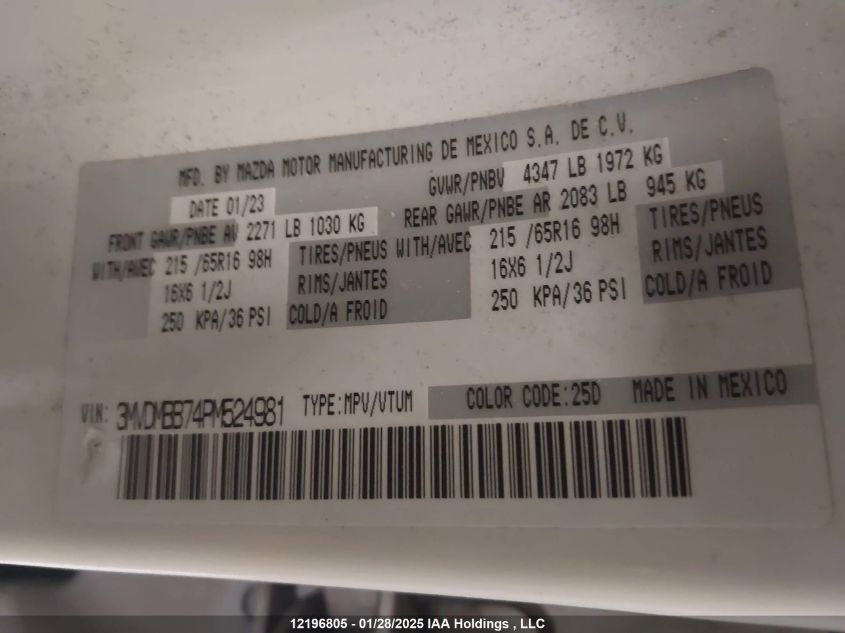 MFD. BY MAZDA MOTOR MANUFACTURING DE MEXICO S.A. DE C.V.
DATE 01/23 GVWR/PNBV 4347 LB 1972 KG
FRONT GAWR/PNBE AV 2271 LB 1030 KG REAR GAWR/PNBE AR 2083 LB 945 KG
WITH/AVEC 215 /65R16 98H TIRES/PNEUS WITH/AVEC 215 /65R16 98H TIRES/PNEUS
16X6 1/2J RIMS/JANTES 16X6 1/2J RIMS/JANTES
250 KPA/36 PSI COLD/A FROID 250 KPA/36 PSI COLD/A FROID
VIN: 3MVDMBB74PM524981 TYPE:MPV/VTUM COLOR CODE:25D MADE IN MEXICO
12196805 - 01/28/2025 IAA Holdings , LLC